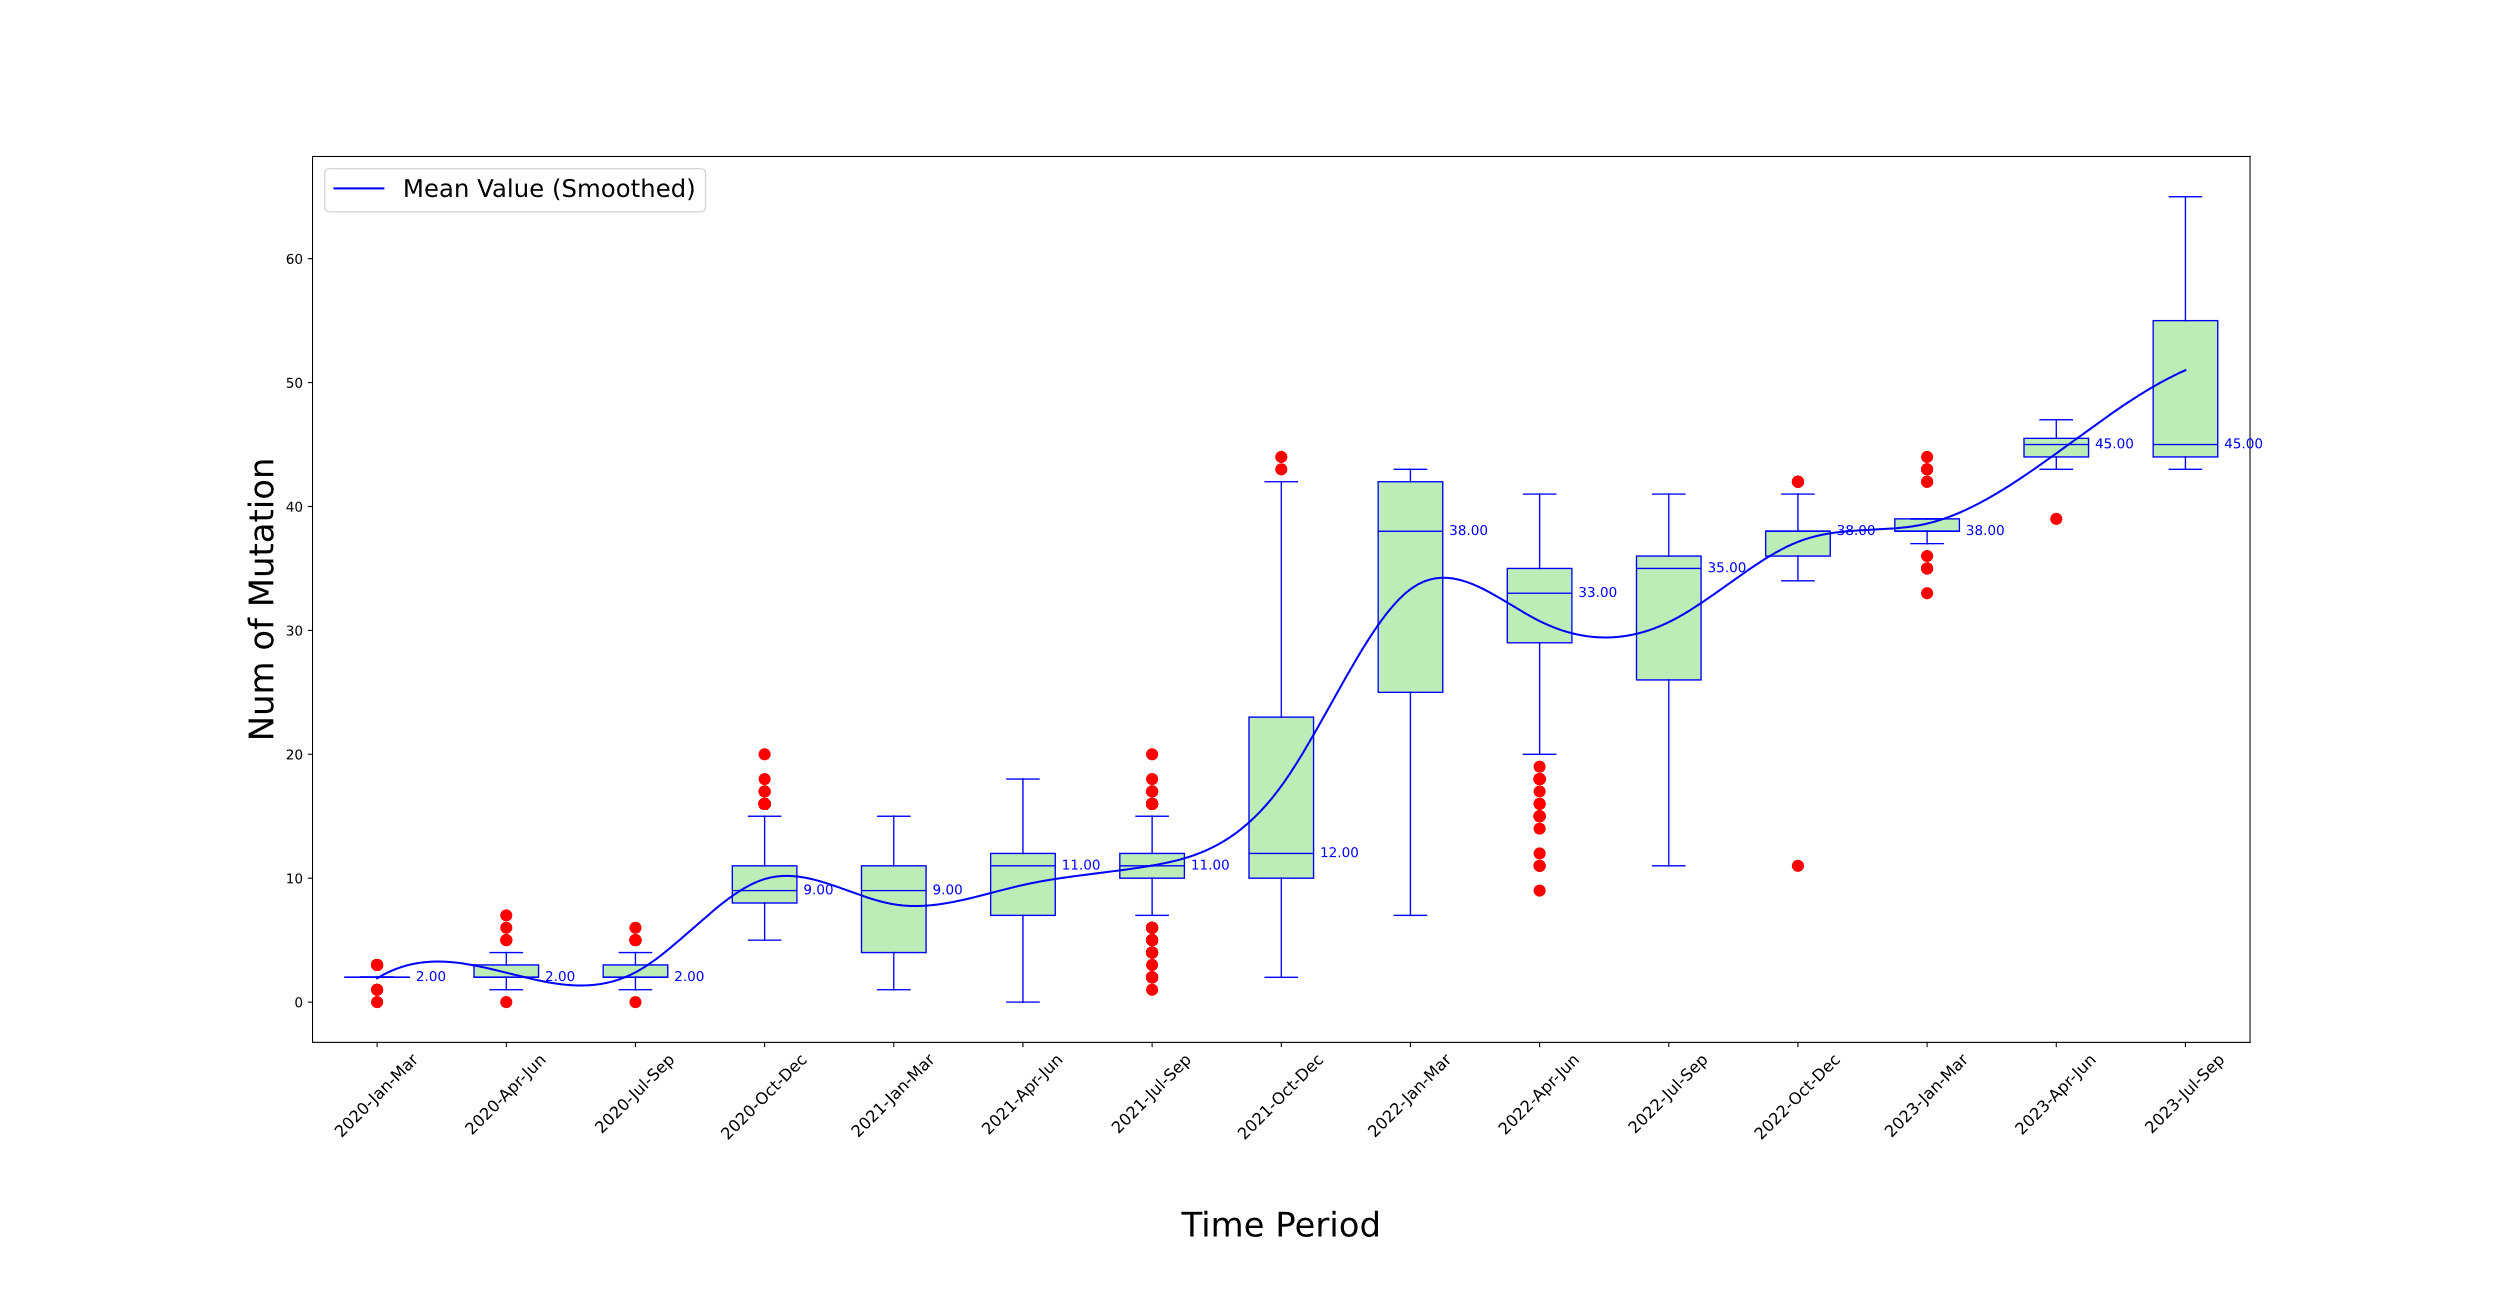 Mean Value (Smoothed)
Num of Mutation
60
50
40
30
20
10
0
2.00
2.00
2.00
9.00
9.00
11.00
11.00
12.00
38.00
33.00
35.00
38.00
38.00
45.00
45.00
2020-Jan-Mar
2020-Apr-Jun
2020-Jul-Sep
2020-Oct-Dec
2021-Jan-Mar
2021-Apr-Jun
2021-Jul-Sep
2021-Oct-Dec
2022-Jan-Mar
2022-Apr-Jun
2022-Jul-Sep
2022-Oct-Dec
2023-Jan-Mar
2023-Apr-Jun
2023-Jul-Sep
Time Period